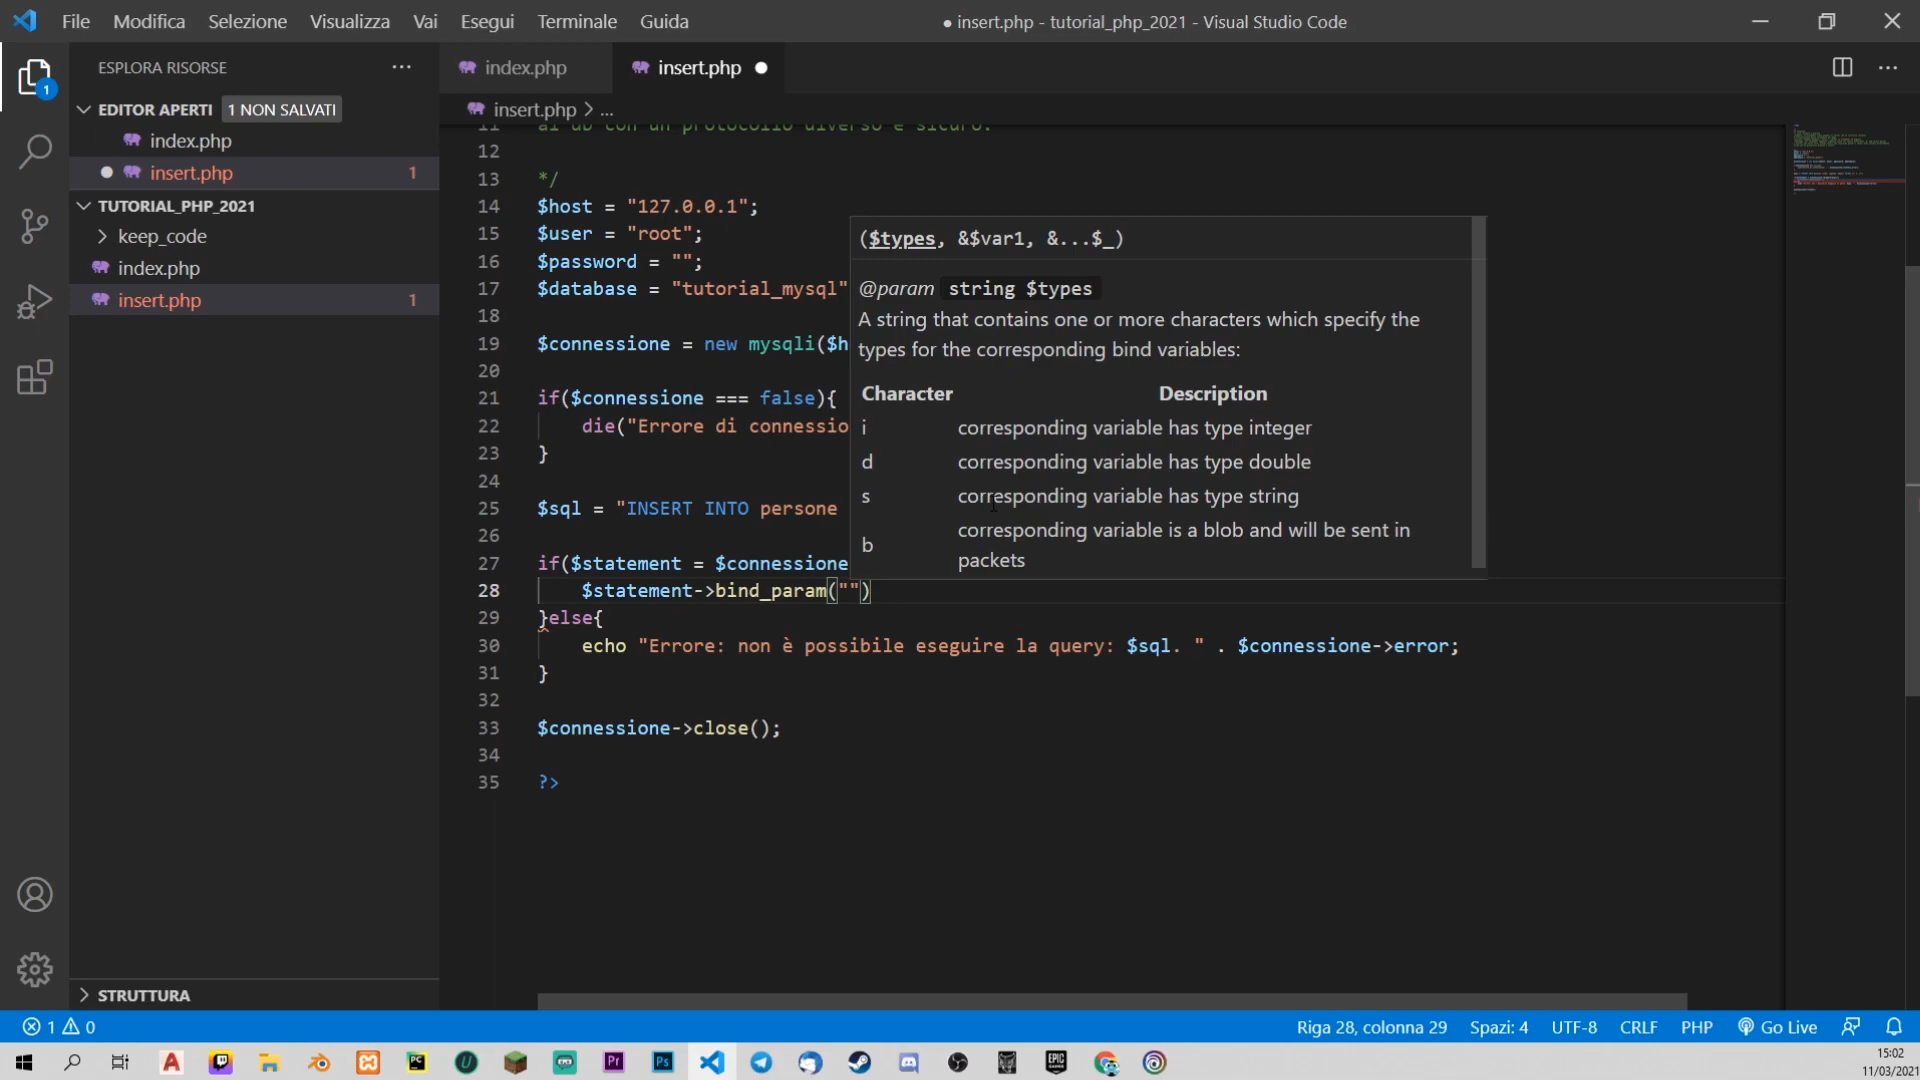 File Modifica Selezione Visualizza Vai Esegui Terminale Guida
● insert.php - tutorial_php_2021 - Visual Studio Code
ESPLORA RISORSE
EDITOR APERTI 1 NON SALVATI
index.php
insert.php 1
TUTORIAL_PHP_2021
keep_code
index.php
insert.php 1
STRUTTURA
index.php
insert.php
insert.php > ...
11 al db con un protocollo diverso e sicuro.
12
13 */
14 $host = "127.0.0.1";
15 $user = "root";
16 $password = "";
17 $database = "tutorial_mysql"
18
19 $connessione = new mysqli($h
20
21 if($connessione === false){
22 die("Errore di connessio
23 }
24
25 $sql = "INSERT INTO persone
26
27 if($statement = $connessione
28 $statement->bind_param("")
29 }else{
30 echo "Errore: non è possibile eseguire la query: $sql. " . $connessione->error;
31 }
32
33 $connessione->close();
34
35 ?>
($types, &$var1, &...$_)
@param string $types
A string that contains one or more characters which specify the
types for the corresponding bind variables:
Character Description
i corresponding variable has type integer
d corresponding variable has type double
s corresponding variable has type string
b corresponding variable is a blob and will be sent in
packets
1 0
Riga 28, colonna 29 Spazi: 4 UTF-8 CRLF PHP Go Live
15:02
11/03/2021